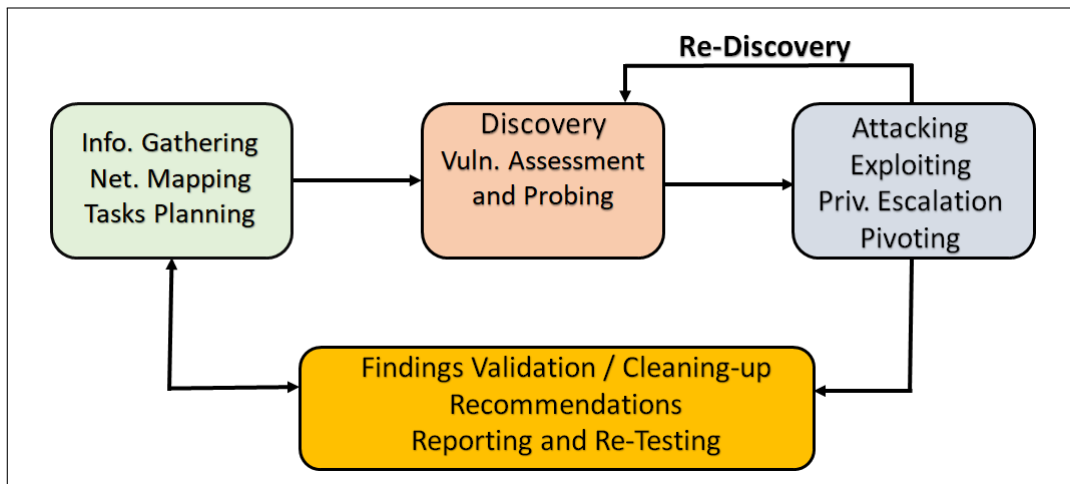 Re-Discovery
Info. Gathering
Net. Mapping
Tasks Planning
Discovery
Vuln. Assessment
and Probing
Attacking
Exploiting
Priv. Escalation
Pivoting
Findings Validation / Cleaning-up
Recommendations
Reporting and Re-Testing